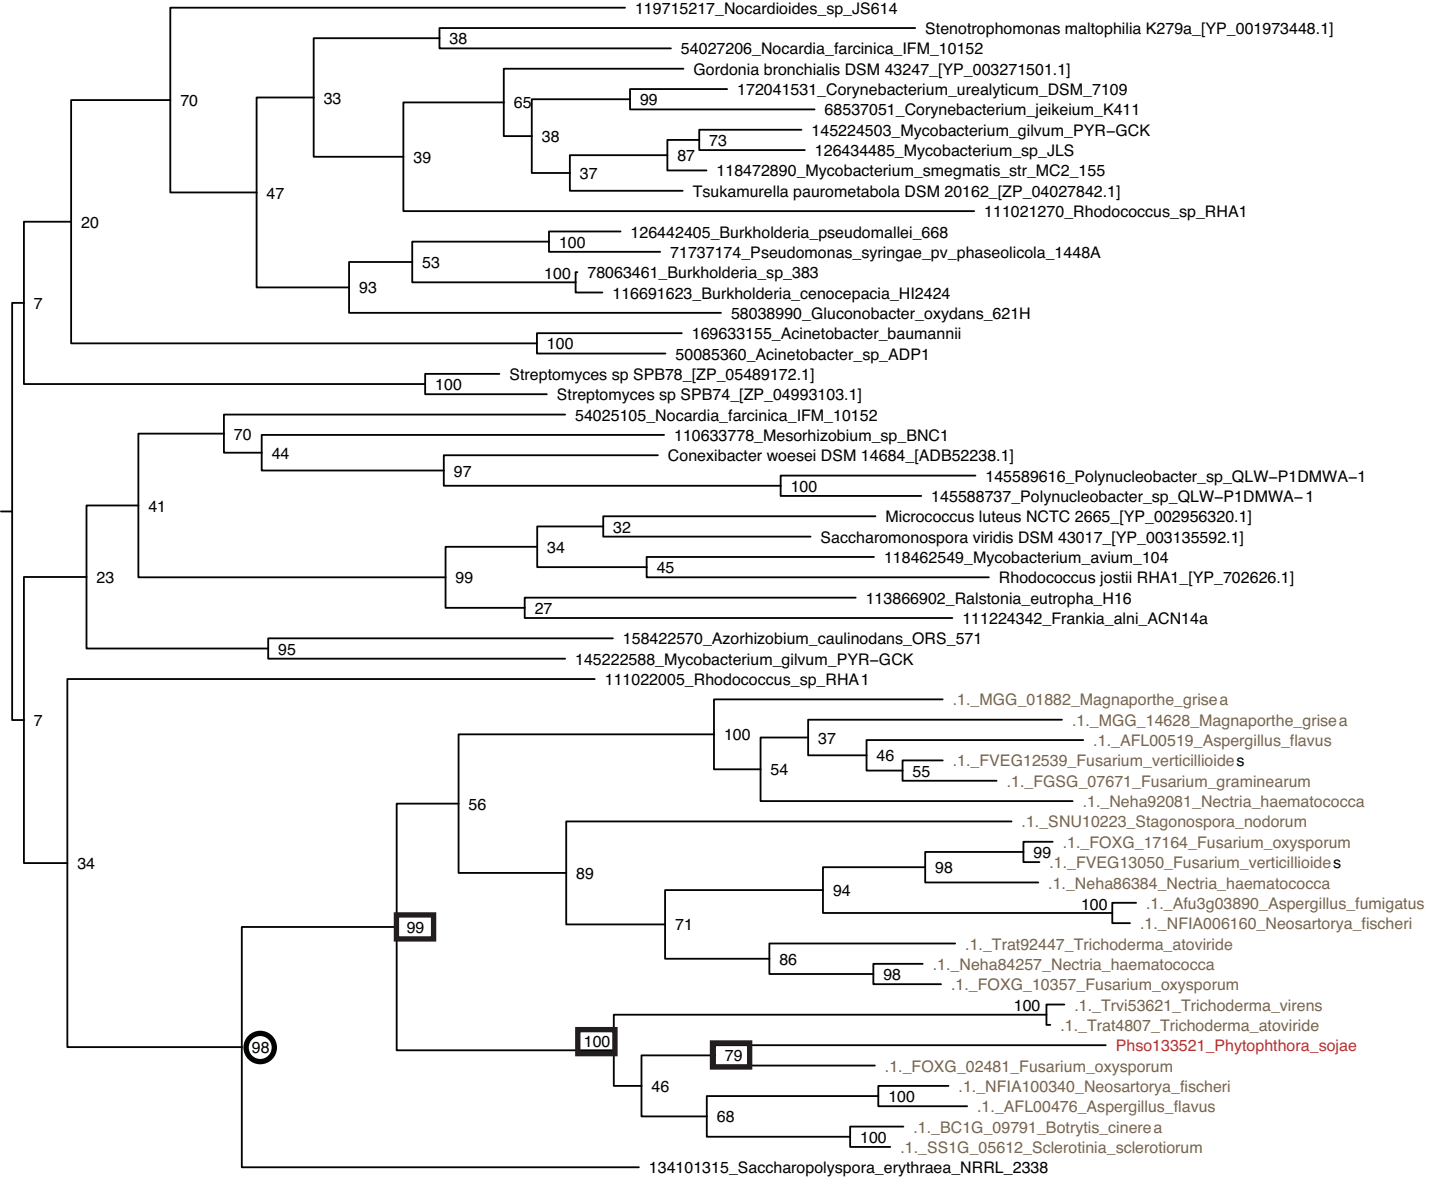 119715217_Nocardioides_sp_JS614
Stenotrophomonas maltophilia K279a_[YP_001973448.1]
38
54027206_Nocardia_farcinica_IFM_10152
Gordonia bronchialis DSM 43247_[YP_003271501.1]
172041531_Corynebacterium_urealyticum_DSM_7109
70
33
65
99
68537051_Corynebacterium_jeikeium_K411
145224503_Mycobacterium_gilvum_PYR−GCK
38
73
126434485_Mycobacterium_sp_JLS
39
87
118472890_Mycobacterium_smegmatis_str_MC2_155
37
Tsukamurella paurometabola DSM 20162_[ZP_04027842.1]
47
111021270_Rhodococcus_sp_RHA1
20
126442405_Burkholderia_pseudomallei_668
100
71737174_Pseudomonas_syringae_pv_phaseolicola_1448A
53
100
78063461_Burkholderia_sp_383
93
116691623_Burkholderia_cenocepacia_HI2424
7
58038990_Gluconobacter_oxydans_621H
169633155_Acinetobacter_baumannii
100
50085360_Acinetobacter_sp_ADP1
Streptomyces sp SPB78_[ZP_05489172.1]
100
Streptomyces sp SPB74_[ZP_04993103.1]
54025105_Nocardia_farcinica_IFM_10152
70
110633778_Mesorhizobium_sp_BNC1
44
Conexibacter woesei DSM 14684_[ADB52238.1]
97
145589616_Polynucleobacter_sp_QLW−P1DMWA−1
100
145588737_Polynucleobacter_sp_QLW−P1DMWA−1
41
Micrococcus luteus NCTC 2665_[YP_002956320.1]
32
Saccharomonospora viridis DSM 43017_[YP_003135592.1]
34
118462549_Mycobacterium_avium_104
45
23
99
Rhodococcus jostii RHA1_[YP_702626.1]
113866902_Ralstonia_eutropha_H16
27
111224342_Frankia_alni_ACN14a
158422570_Azorhizobium_caulinodans_ORS_571
95
145222588_Mycobacterium_gilvum_PYR−GCK
111022005_Rhodococcus_sp_RHA1
.1._MGG_01882_Magnaporthe_grisea
7
.1._MGG_14628_Magnaporthe_grisea
100
37
.1._AFL00519_Aspergillus_flavus
46
.1._FVEG12539_Fusarium_verticillioides
54
55
.1._FGSG_07671_Fusarium_graminearum
56
.1._Neha92081_Nectria_haematococca
.1._SNU10223_Stagonospora_nodorum
.1._FOXG_17164_Fusarium_oxysporum
99
34
.1._FVEG13050_Fusarium_verticillioides
98
89
.1._Neha86384_Nectria_haematococca
94
100
.1._Afu3g03890_Aspergillus_fumigatus
99
71
.1._NFIA006160_Neosartorya_fischeri
.1._Trat92447_Trichoderma_atoviride
86
.1._Neha84257_Nectria_haematococca
98
.1._FOXG_10357_Fusarium_oxysporum
100
.1._Trvi53621_Trichoderma_virens
.1._Trat4807_Trichoderma_atoviride
98
100
Phso133521_Phytophthora_sojae
79
.1._FOXG_02481_Fusarium_oxysporum
46
.1._NFIA100340_Neosartorya_fischeri
100
.1._AFL00476_Aspergillus_flavus
68
.1._BC1G_09791_Botrytis_cinerea
100
.1._SS1G_05612_Sclerotinia_sclerotiorum
134101315_Saccharopolyspora_erythraea_NRRL_2338